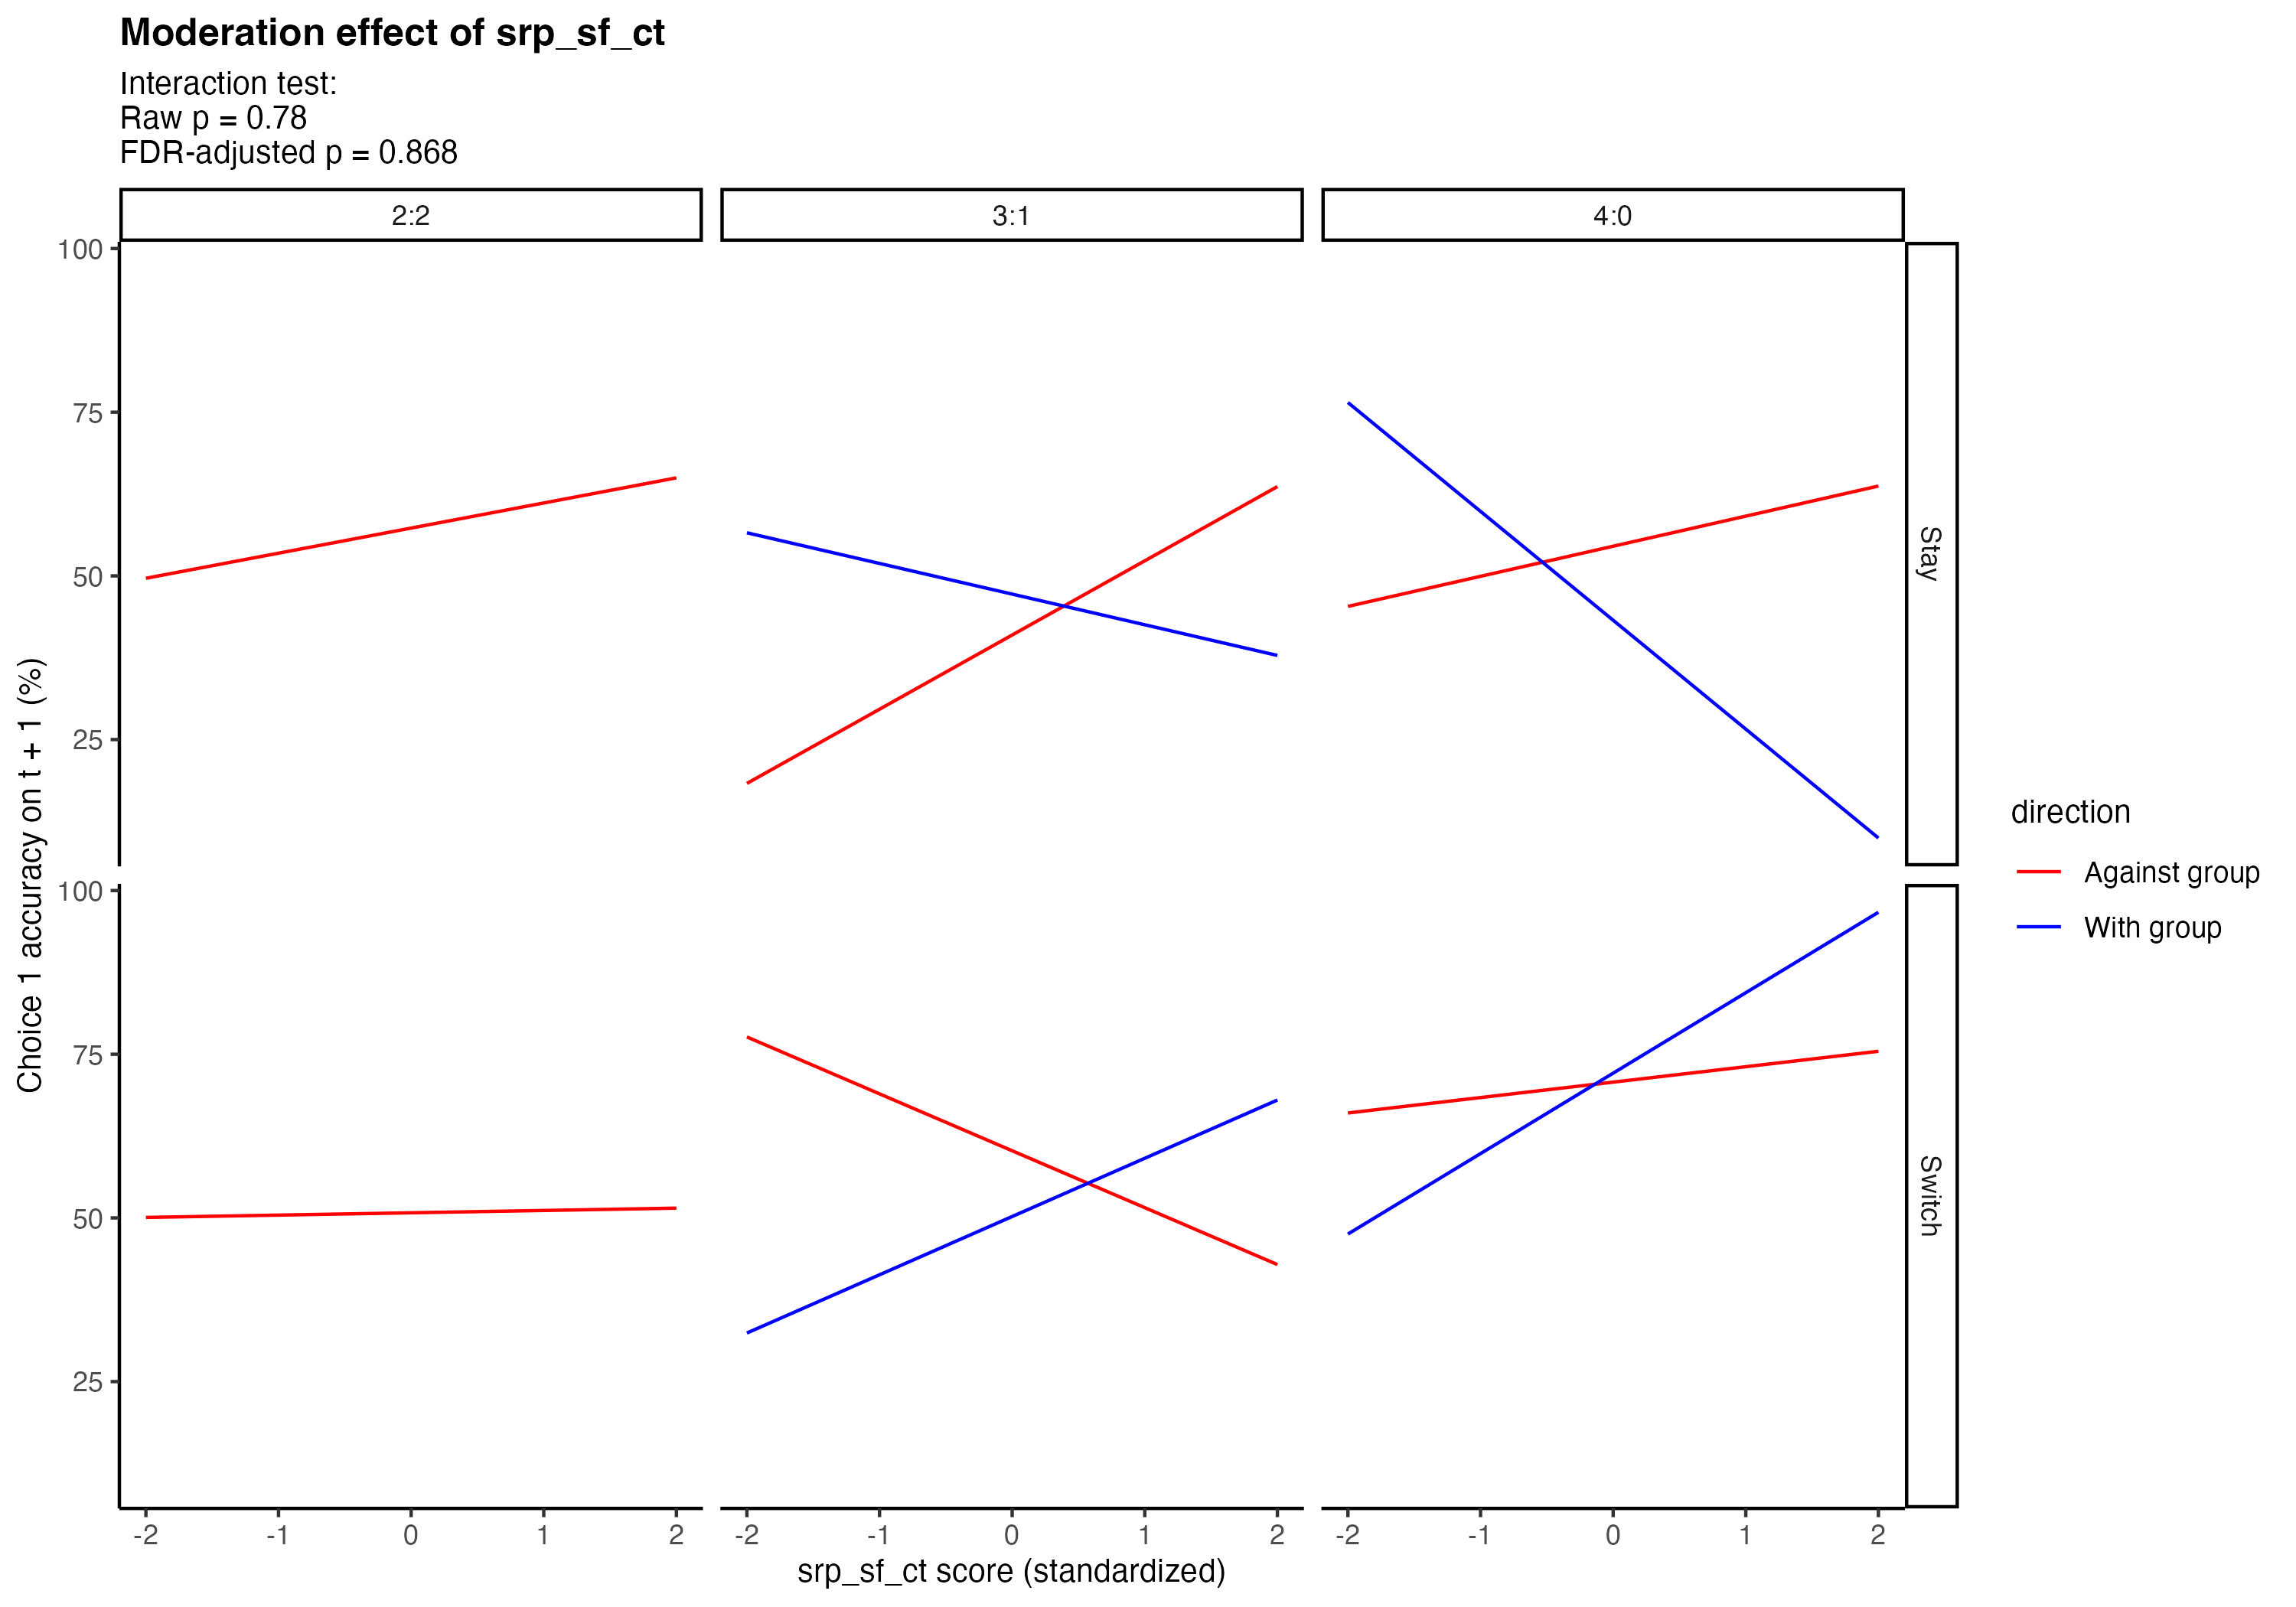 Moderation effect of srp_sf_ct
Interaction test:
Raw p = 0.78
FDR-adjusted p = 0.868
2:2
3:1
4:0
100
75
50
25
Stay
100
75
50
25
Switch
Choice 1 accuracy on t + 1 (%)
-2 -1 0 1 2
-2 -1 0 1 2
-2 -1 0 1 2
srp_sf_ct score (standardized)
direction
Against group
With group